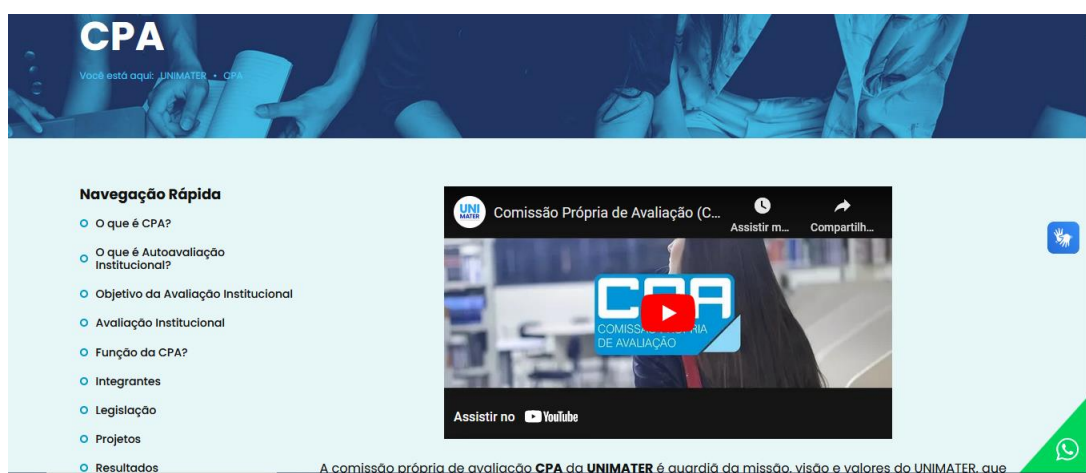 CPA
Você está aqui: UNIMATER • CPA
Navegação Rápida
O que é CPA?
O que é Autoavaliação
Institucional?
Objetivo da Avaliação Institucional
Avaliação Institucional
Função da CPA?
Integrantes
Legislação
Projetos
Resultados
UNI
MATER
Comissão Própria de Avaliação (C...
Assistir m...
Compartilh...
CPA
COMISSÃO PRÓPRIA
DE AVALIAÇÃO
Assistir no YouTube
A comissão própria de avaliação CPA da UNIMATER é guardiã da missão, visão e valores do UNIMATER, que